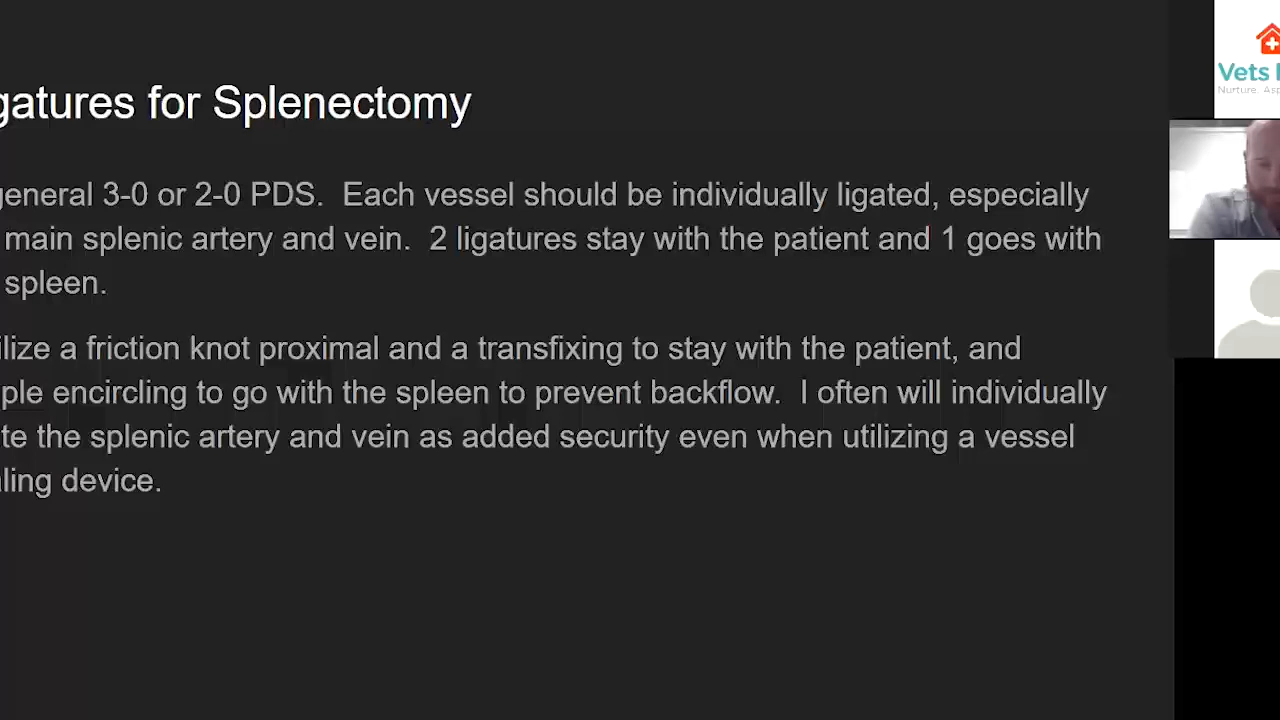 gatures for Splenectomy
general 3-0 or 2-0 PDS.  Each vessel should be individually ligated, especially
main splenic artery and vein.  2 ligatures stay with the patient and 1 goes with
spleen.
ilize a friction knot proximal and a transfixing to stay with the patient, and
ple encircling to go with the spleen to prevent backflow.  I often will individually
te the splenic artery and vein as added security even when utilizing a vessel
ling device.
Vets
Nurture. Asp